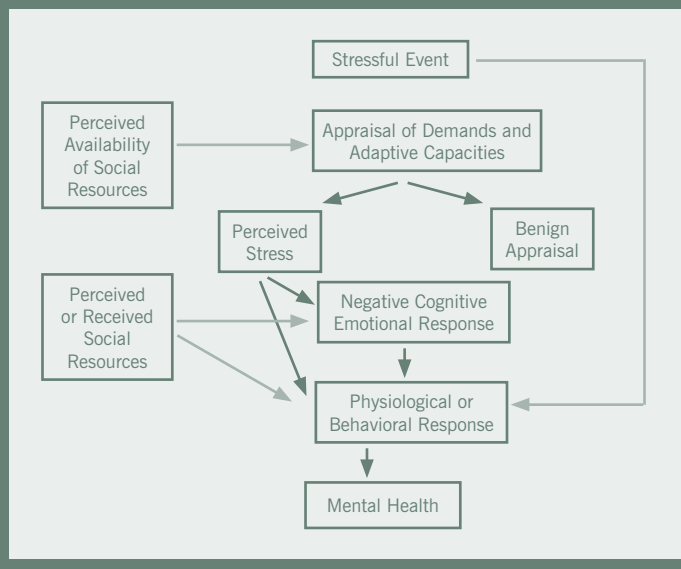 Stressful Event
Perceived
Availability
of Social
Resources
Appraisal of Demands and
Adaptive Capacities
Perceived
Stress
Benign
Appraisal
Perceived
or Received
Social
Resources
Negative Cognitive
Emotional Response
Physiological or
Behavioral Response
Mental Health